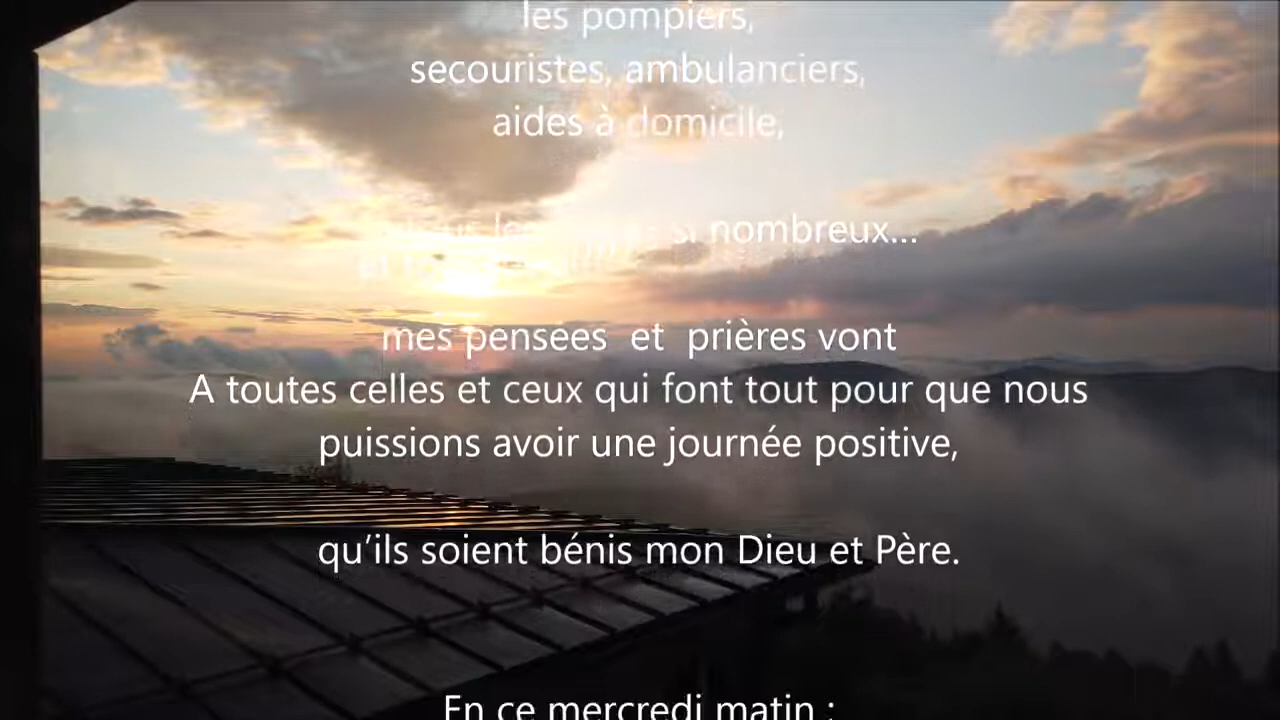 les pompiers,
secouristes, ambulanciers,
aides à domicile,
si nombreux...
mes pensées  et  prières vont
A toutes celles et ceux qui font tout pour que nous
puissions avoir une journée positive,
qu’ils soient bénis mon Dieu et Père.
En ce mercredi matin :